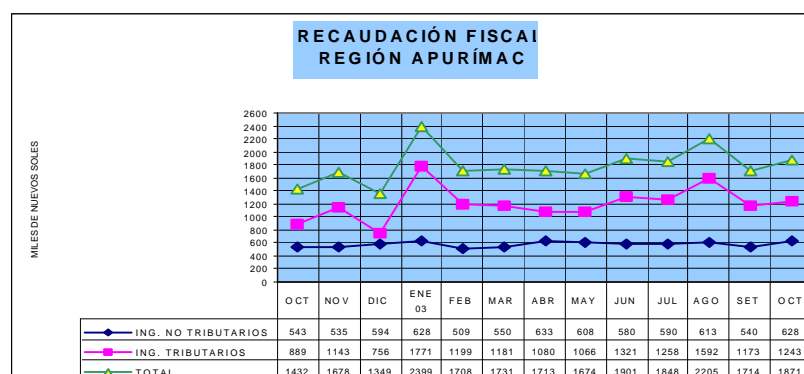 RECAUDACIÓN FISCAL
REGIÓN APURÍMAC
MILES DE NUEVOS SOLES
2600
2400
2200
2000
1800
1600
1400
1200
1000
800
600
400
200
0
OCT NOV DIC ENE 03 FEB MAR ABR MAY JUN JUL AGO SET OCT
ING. NO TRIBUTARIOS 543 535 594 628 509 550 633 608 580 590 613 540 628
ING. TRIBUTARIOS 889 1143 756 1771 1199 1181 1080 1066 1321 1258 1592 1173 1243
TOTAL 1432 1678 1349 2399 1708 1731 1713 1674 1901 1848 2205 1714 1871